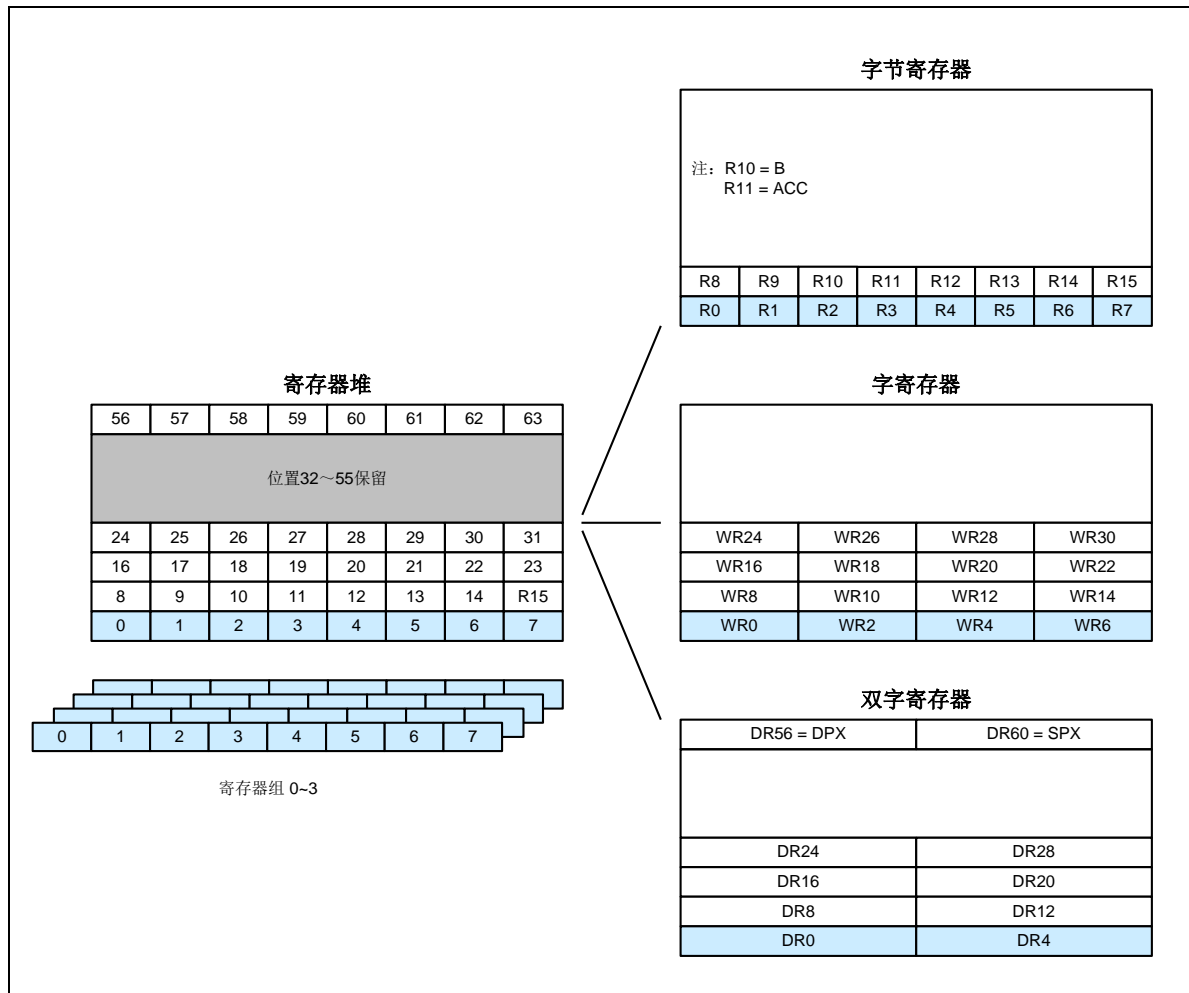 字节寄存器
注：R10 = B
R11 = ACC
R8 R9 R10 R11 R12 R13 R14 R15
R0 R1 R2 R3 R4 R5 R6 R7
寄存器堆
56 57 58 59 60 61 62 63
位置32～55保留
24 25 26 27 28 29 30 31
16 17 18 19 20 21 22 23
8 9 10 11 12 13 14 R15
0 1 2 3 4 5 6 7
0 1 2 3 4 5 6 7
寄存器组 0~3
字寄存器
WR24 WR26 WR28 WR30
WR16 WR18 WR20 WR22
WR8 WR10 WR12 WR14
WR0 WR2 WR4 WR6
双字寄存器
DR56 = DPX DR60 = SPX
DR24 DR28
DR16 DR20
DR8 DR12
DR0 DR4